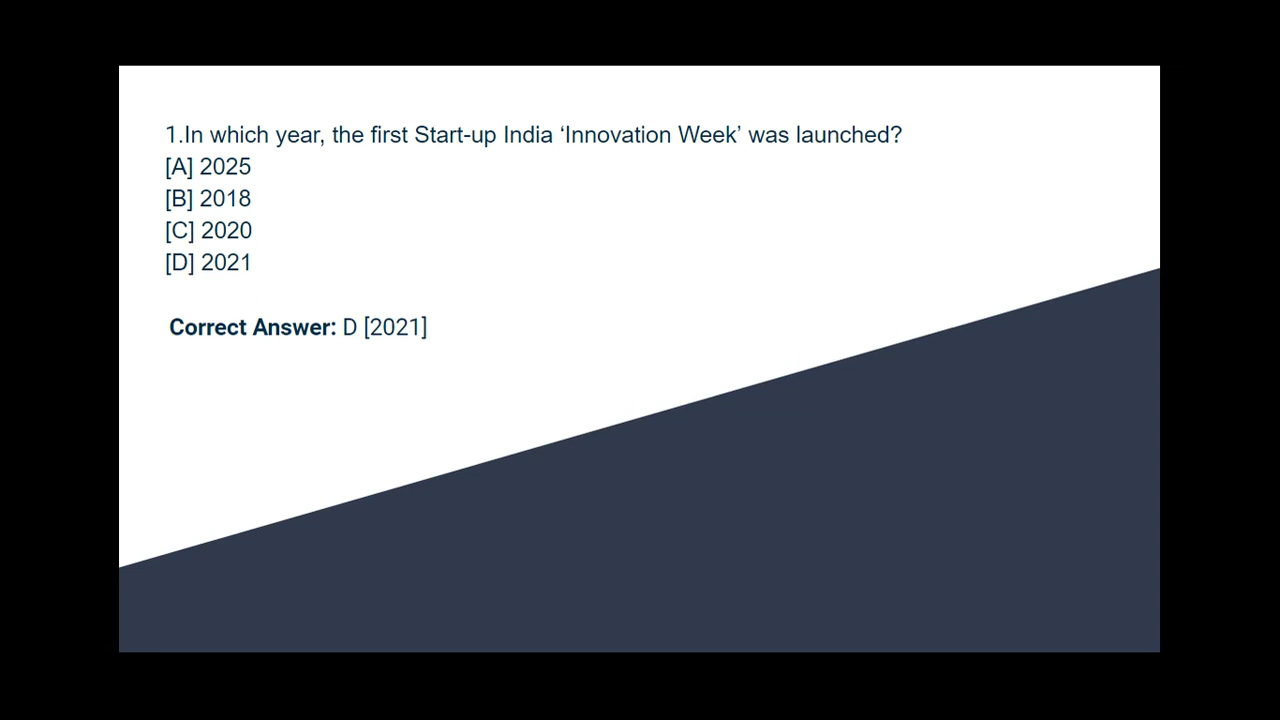 1.In which year, the first Start-up India ‘Innovation Week’ was launched?
[A] 2025
[B] 2018
[C] 2020
[D] 2021
Correct Answer: D [2021]